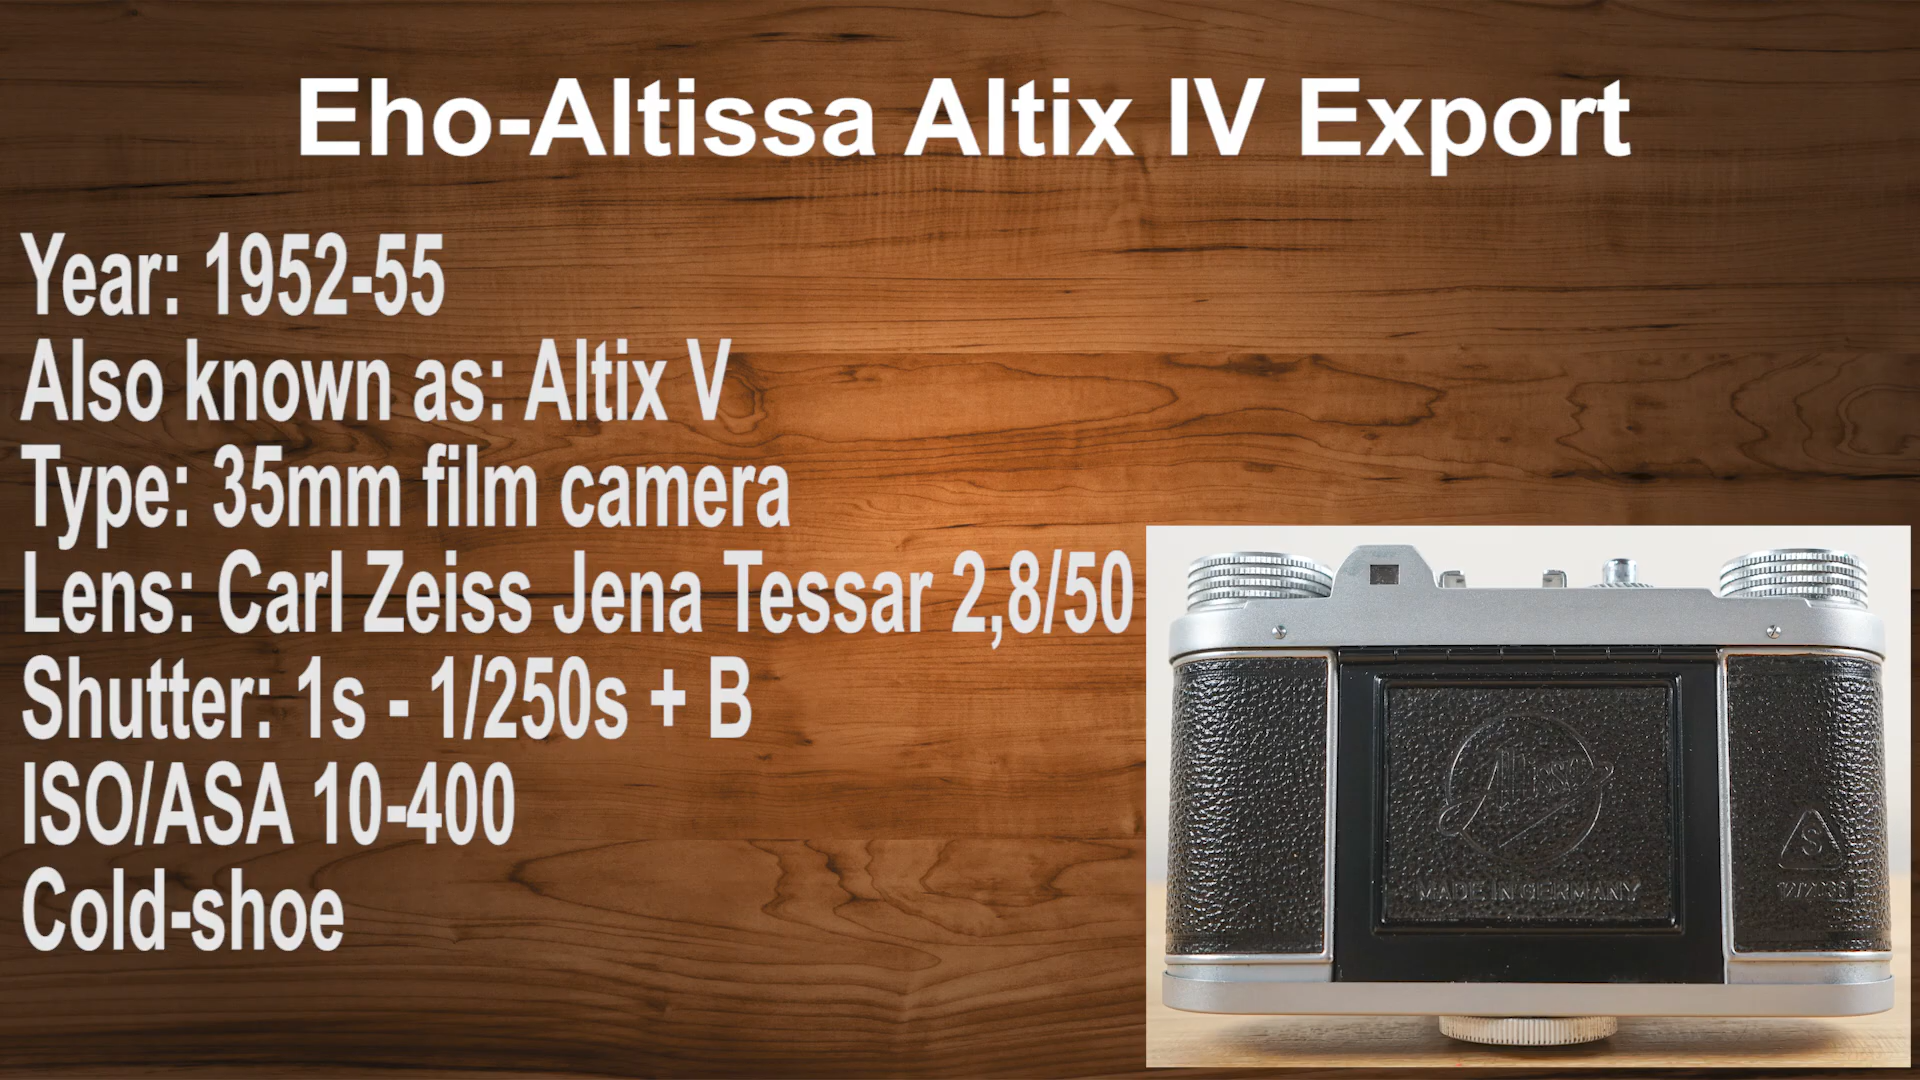 Eho-Altissa Altix IV Export
Year: 1952-55
Also known as: Altix V
Type: 35mm film camera
Lens: Carl Zeiss Jena Tessar 2,8/50
Shutter: 1s - 1/250s + B
ISO/ASA 10-400
Cold-shoe
Altissa
MADE IN GERMANY
S